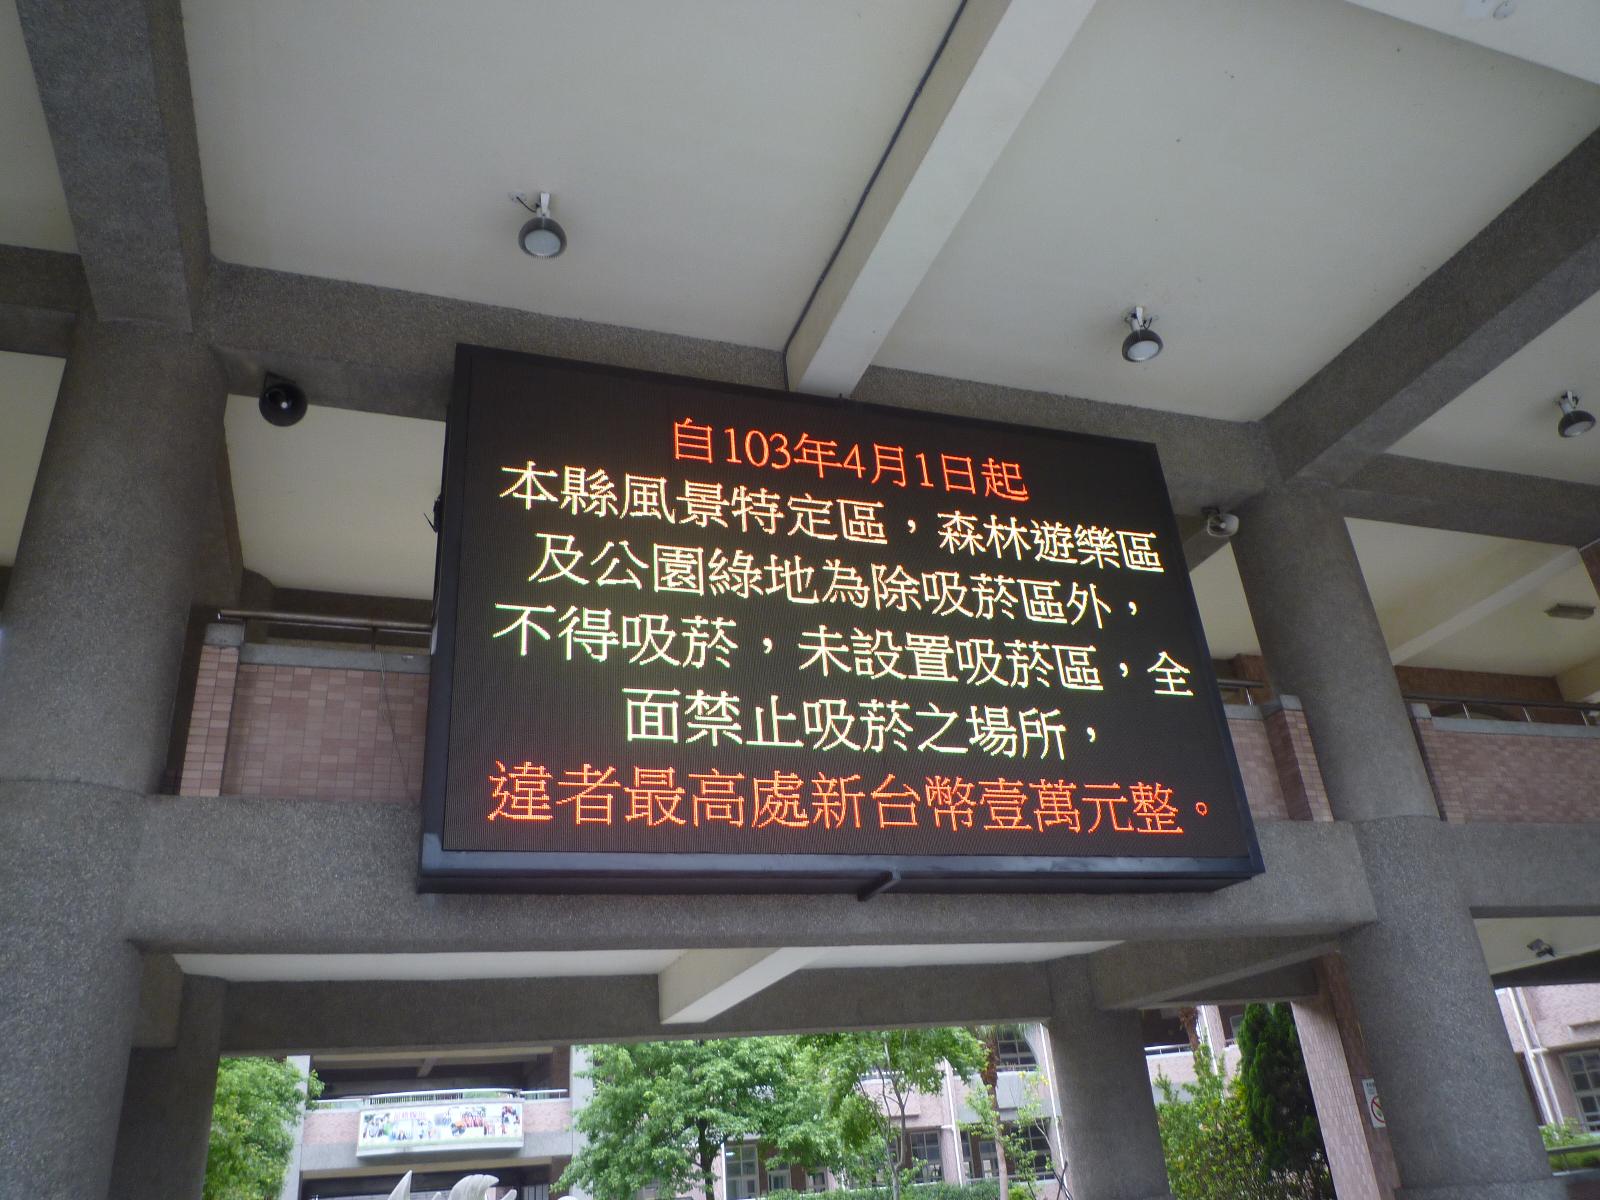 自103年4月1日起
本縣風景特定區，森林遊樂區
及公園綠地為除吸菸區外，
不得吸菸，未設置吸菸區，全
面禁止吸菸之場所，
違者最高處新台幣壹萬元整。